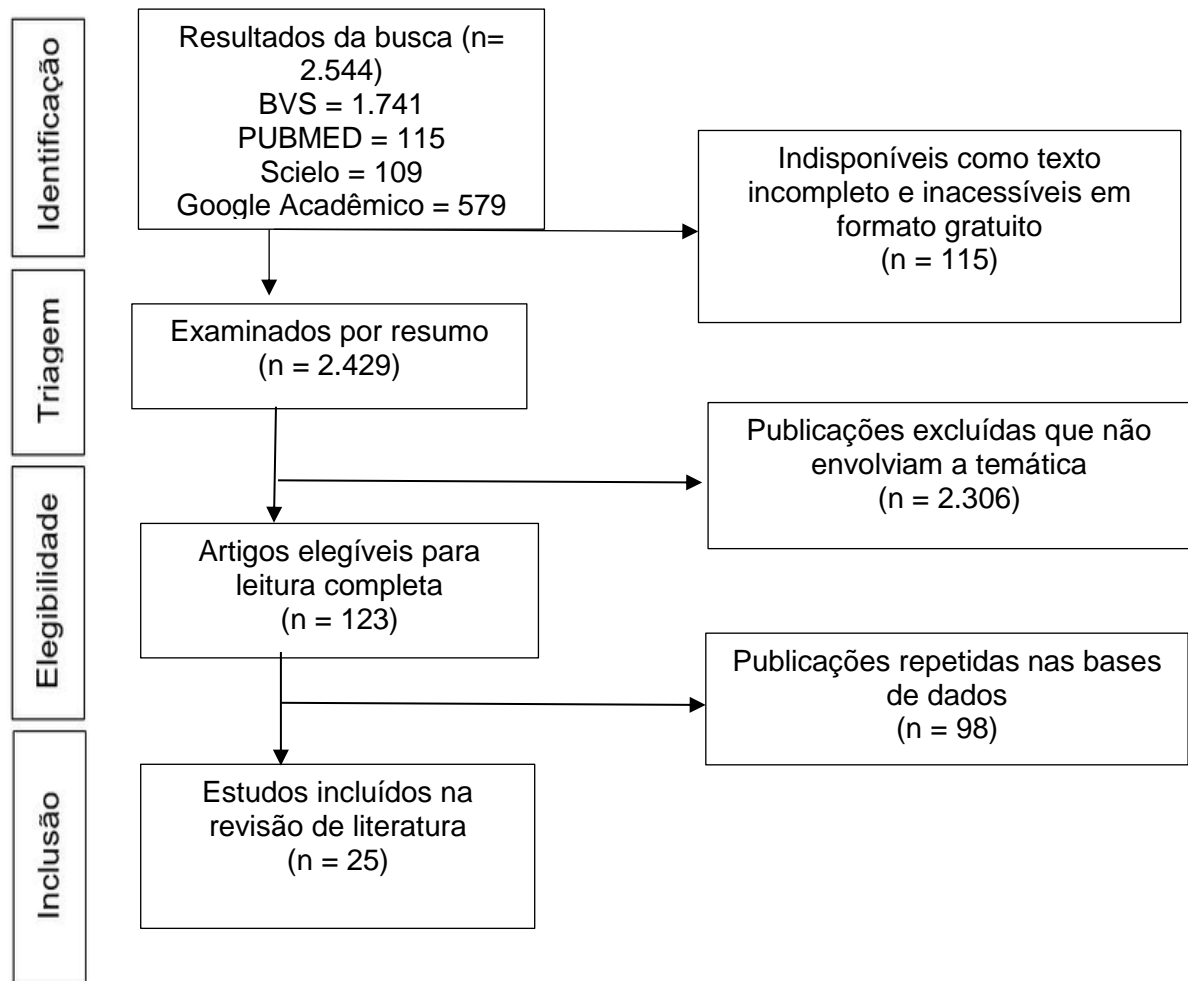 Identificação
Resultados da busca (n=
2.544)
BVS = 1.741
PUBMED = 115
Scielo = 109
Google Acadêmico = 579
Indisponíveis como texto
incompleto e inacessíveis em
formato gratuito
(n = 115)
Triagem
Examinados por resumo
(n = 2.429)
Publicações excluídas que não
envolviam a temática
(n = 2.306)
Elegibilidade
Artigos elegíveis para
leitura completa
(n = 123)
Publicações repetidas nas bases
de dados
(n = 98)
Inclusão
Estudos incluídos na
revisão de literatura
(n = 25)